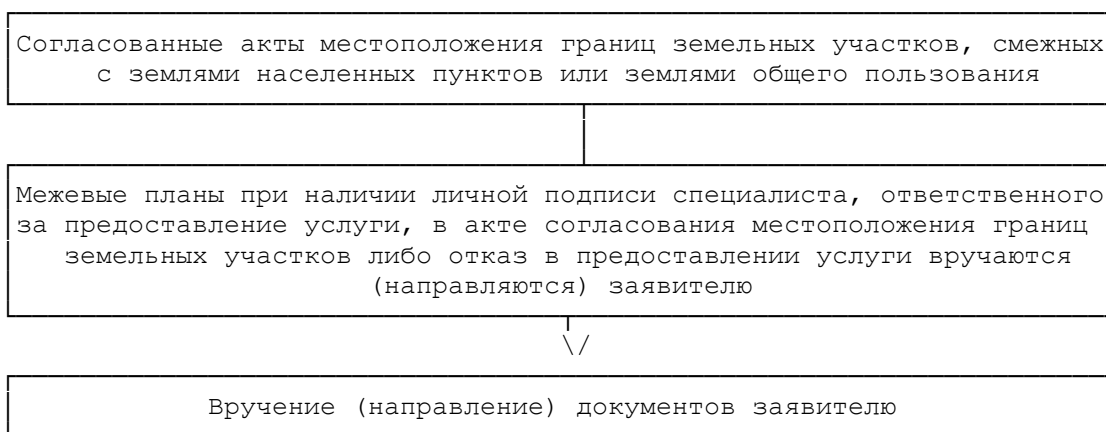 Согласованные акты местоположения границ земельных участков, смежных
с землями населенных пунктов или землями общего пользования
Межевые планы при наличии личной подписи специалиста, ответственного
за предоставление услуги, в акте согласования местоположения границ
земельных участков либо отказ в предоставлении услуги вручаются
(направляются) заявителю
\/
Вручение (направление) документов заявителю